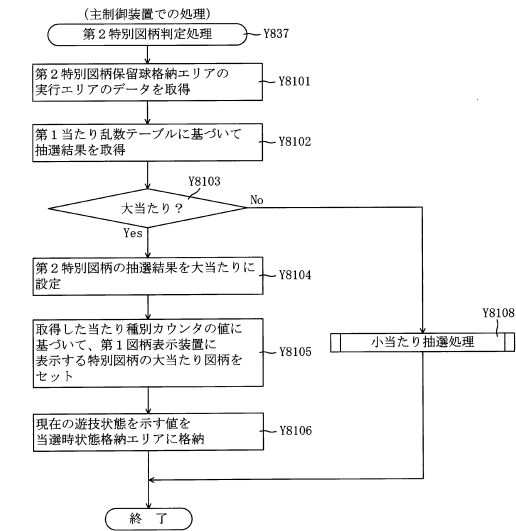 (主制御装置での処理)
第2特別図柄判定処理
Y837
第2特別図柄保留球格納エリアの
実行エリアのデータを取得
Y8101
第1当たり乱数テーブルに基づいて
抽選結果を取得
Y8102
Y8103
大当たり?
No
Yes
第2特別図柄の抽選結果を大当たりに
設定
Y8104
取得した当たり種別カウンタの値に
基づいて、第1図柄表示装置に
表示する特別図柄の大当たり図柄を
セット
Y8105
Y8108
小当たり抽選処理
現在の遊技状態を示す値を
当選時状態格納エリアに格納
Y8106
終 了